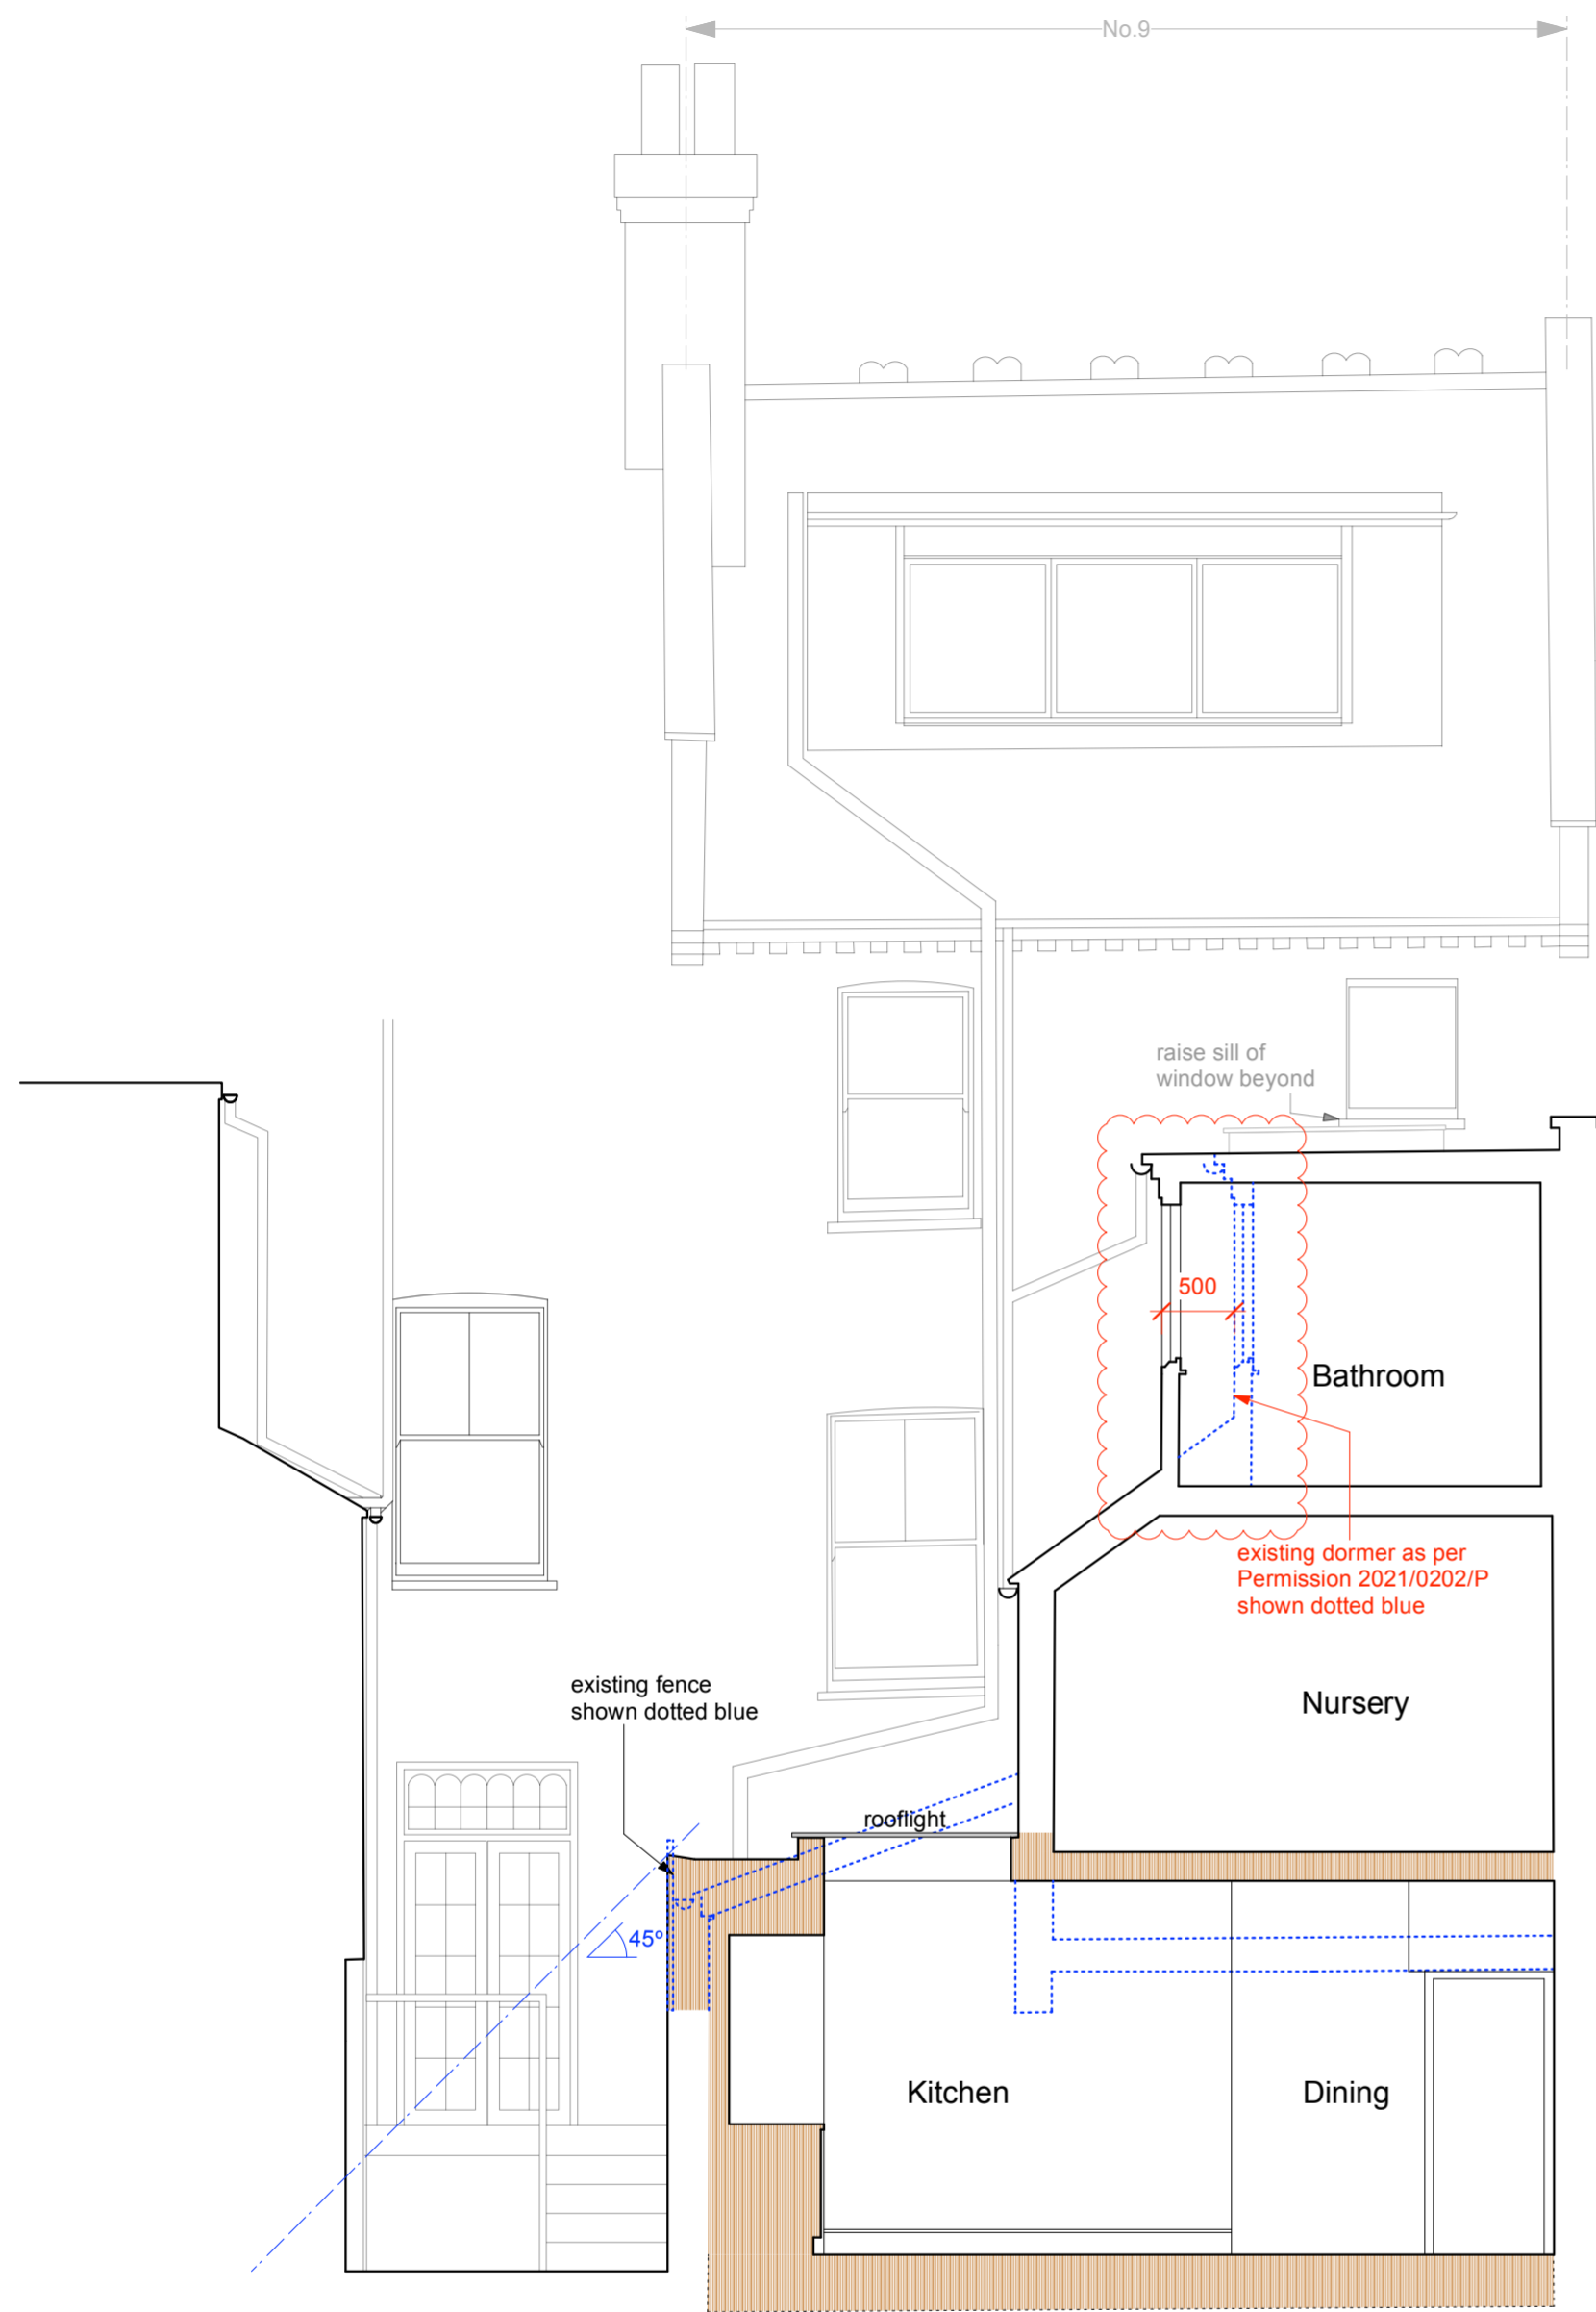 No.9
raise sill of
window beyond
500
Bathroom
existing dormer as per
Permission 2021/0202/P
shown dotted blue
existing fence
shown dotted blue
Nursery
rooflight
45º
Kitchen
Dining